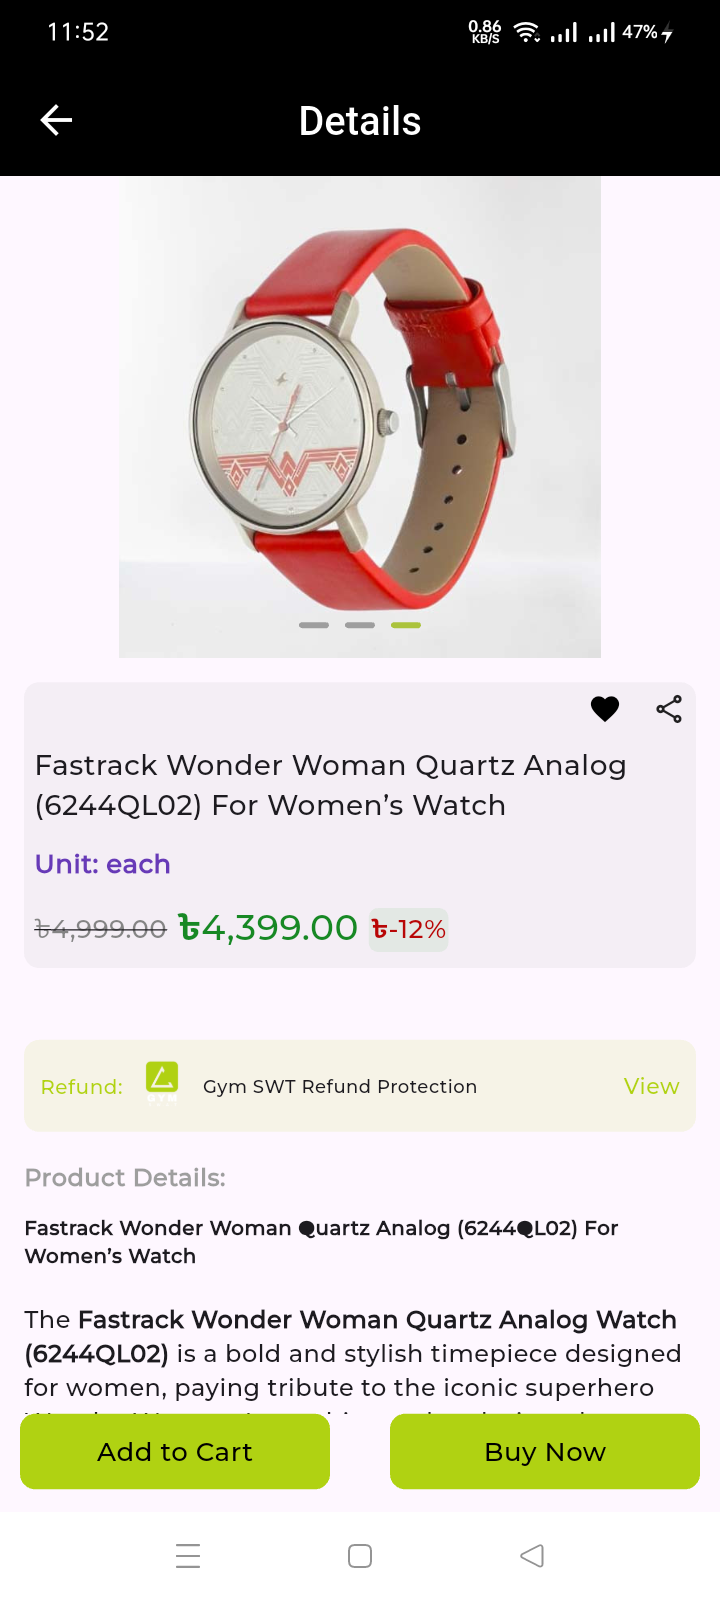 11:52
0.86
KB/S
47%
Details
Fastrack Wonder Woman Quartz Analog
(6244QL02) For Women’s Watch
Unit: each
৳4,999.00 ৳4,399.00 ৳-12%
Refund:
GYM
Gym SWT Refund Protection
View
Product Details:
Fastrack Wonder Woman Quartz Analog (6244QL02) For
Women’s Watch
The Fastrack Wonder Woman Quartz Analog Watch
(6244QL02) is a bold and stylish timepiece designed
for women, paying tribute to the iconic superhero
Add to Cart
Buy Now